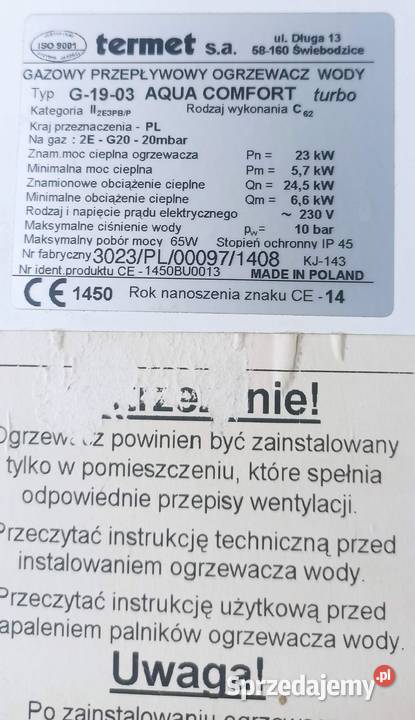 ISO 9001 termet s.a. ul. Długa 13
58-160 Świebodzice
GAZOWY PRZEPŁYWOWY OGRZEWACZ WODY
Typ G-19-03 AQUA COMFORT turbo
Kategoria II2E3PB/P Rodzaj wykonania C62
Kraj przeznaczenia - PL
Na gaz : 2E - G20 - 20mbar
Znam.moc cieplna ogrzewacza Pn = 23 kW
Minimalna moc cieplna Pm = 5,7 kW
Znamionowe obciążenie cieplne Qn = 24,5 kW
Minimalne obciążenie cieplne Qm = 6,6 kW
Rodzaj i napięcie prądu elektrycznego ~ 230 V
Maksymalne ciśnienie wody pw= 10 bar
Maksymalny pobór mocy 65W Stopień ochronny IP 45
Nr fabryczny 3023/PL/00097/1408 KJ-143
Nr ident.produktu CE - 1450BU0013 MADE IN POLAND
CE 1450 Rok nanoszenia znaku CE - 14
nie!
Ogrzewacz powinien być zainstalowany
tylko w pomieszczeniu, które spełnia
odpowiednie przepisy wentylacji.
Przeczytać instrukcję techniczną przed
instalowaniem ogrzewacza wody.
Przeczytać instrukcję użytkową przed
apaleniem palników ogrzewacza wody.
Uwaga!
Sprzedajemy.pl
Po zainstalowaniu